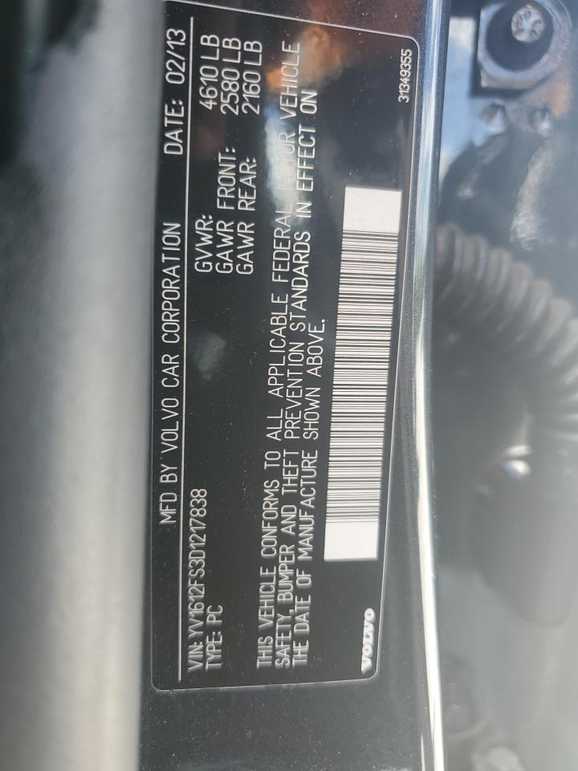 MFD BY VOLVO CAR CORPORATION DATE: 02/13
VIN: YV1612FS3D1217838
TYPE: PC
GVWR: 4610 LB
GAWR FRONT: 2580 LB
GAWR REAR: 2160 LB
THIS VEHICLE CONFORMS TO ALL APPLICABLE FEDERAL MOTOR VEHICLE
SAFETY, BUMPER AND THEFT PREVENTION STANDARDS IN EFFECT ON
THE DATE OF MANUFACTURE SHOWN ABOVE.
VOLVO
31349355